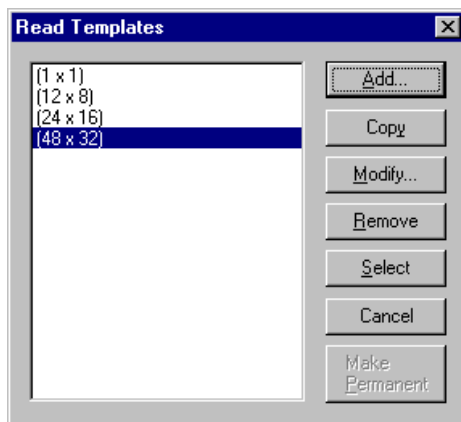 Read Templates
(1 x 1)
(12 x 8)
(24 x 16)
(48 x 32)
Add...
Copy
Modify...
Remove
Select
Cancel
Make
Permanent